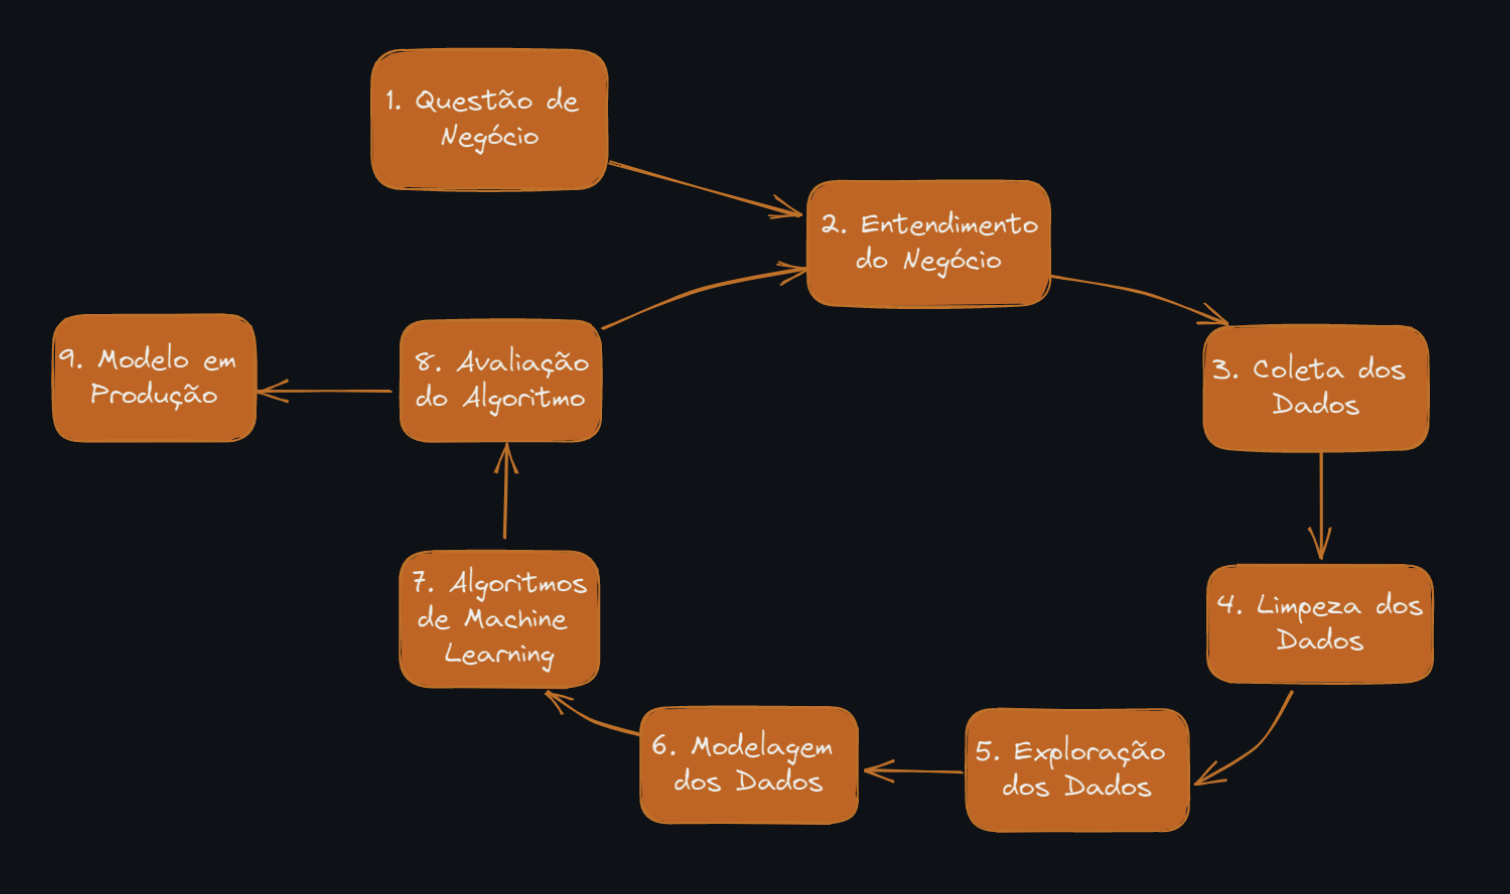 1. Questão de
Negócio
2. Entendimento
do Negócio
3. Coleta dos
Dados
4. Limpeza dos
Dados
5. Exploração
dos Dados
6. Modelagem
dos Dados
7. Algoritmos
de Machine
Learning
8. Avaliação
do Algoritmo
9. Modelo em
Produção